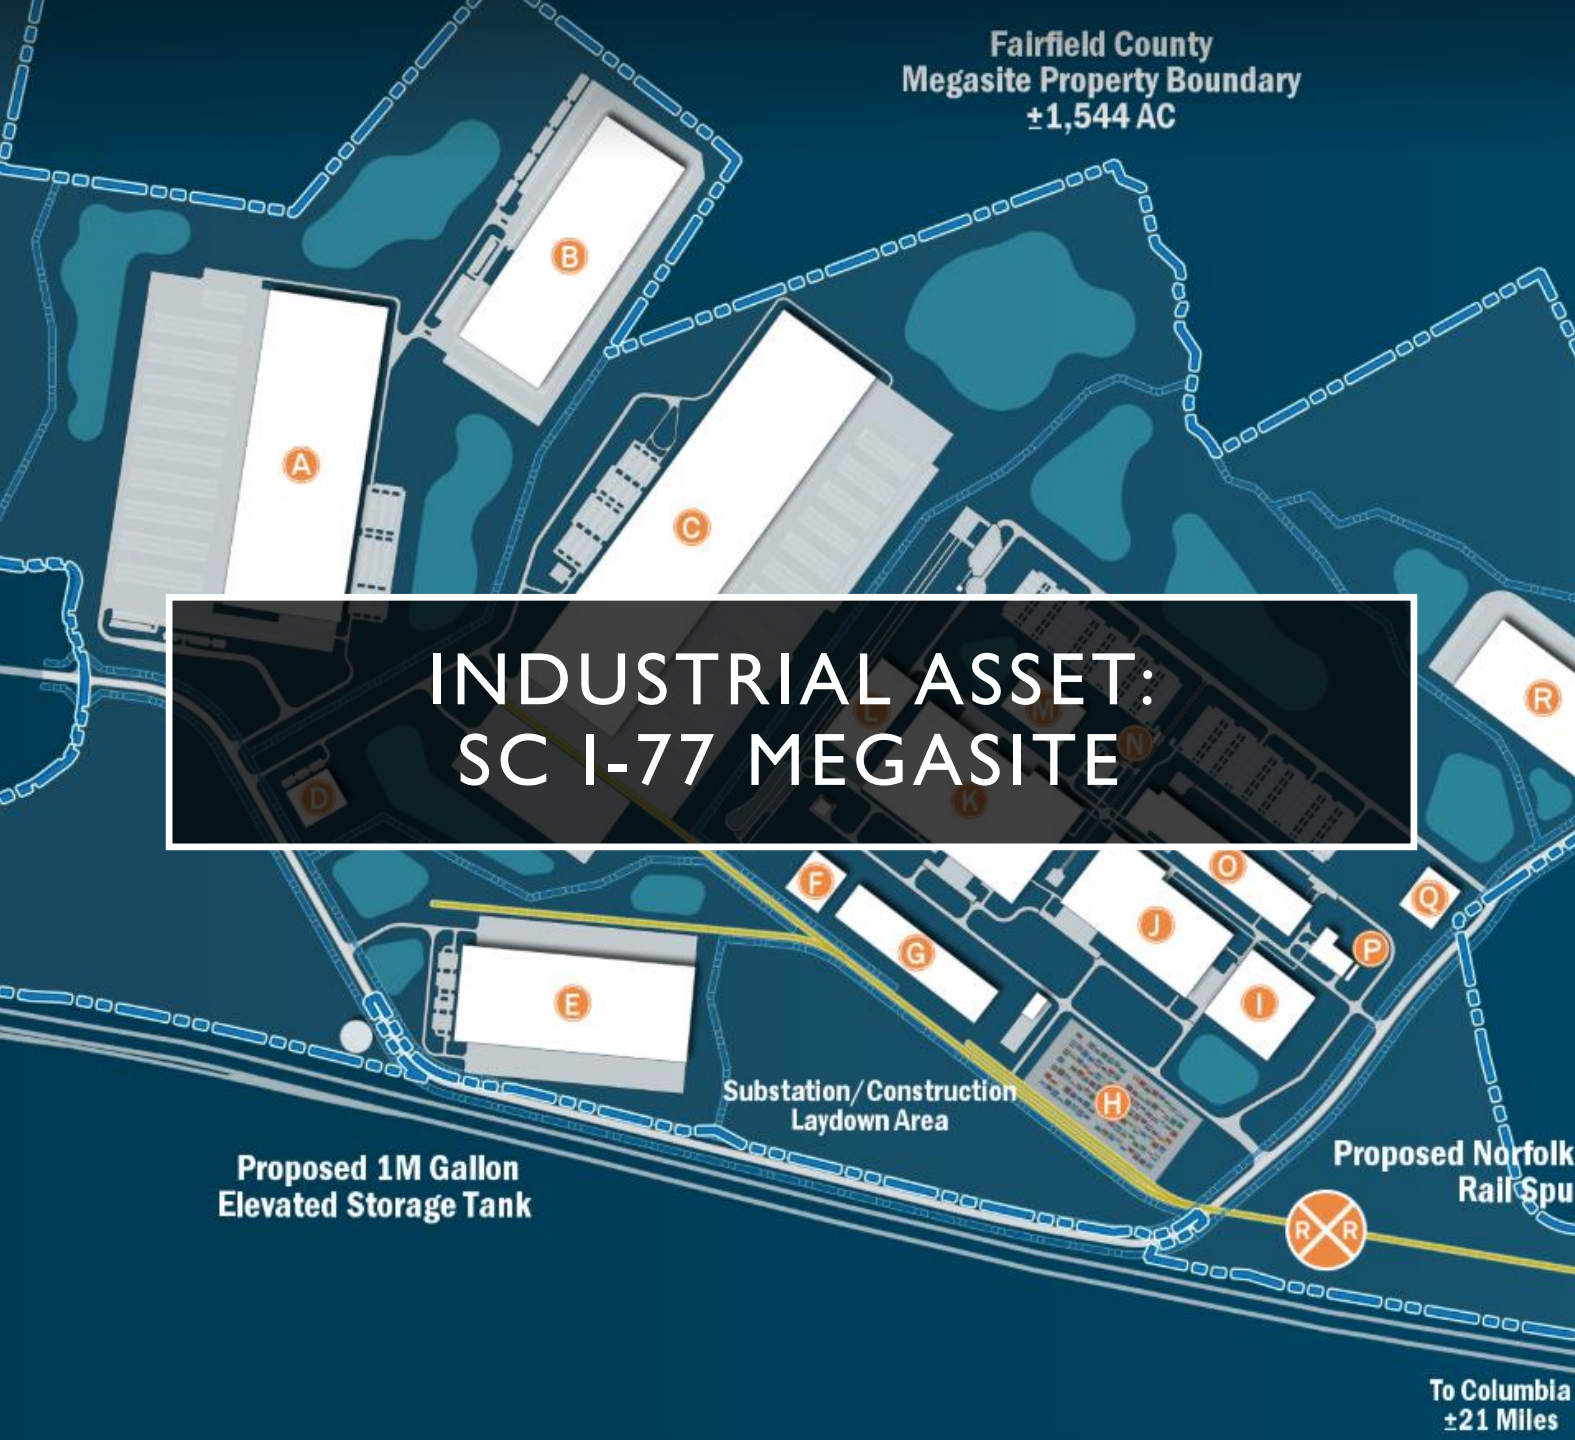 Fairfield County
Megasite Property Boundary
±1,544 AC
B
A
C
INDUSTRIAL ASSET:
SC I-77 MEGASITE
L
M
N
R
D
K
F
O
Q
J
G
P
E
I
Substation/Construction
Laydown Area
H
Proposed 1M Gallon
Elevated Storage Tank
Proposed Norfolk
Rail Spu
R R
To Columbia
±21 Miles